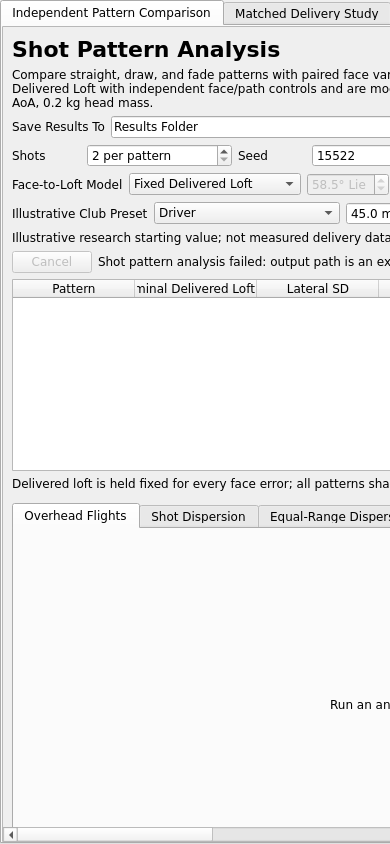 Independent Pattern Comparison
Matched Delivery Study
Shot Pattern Analysis
Compare straight, draw, and fade patterns with paired face var
Delivered Loft with independent face/path controls and are mo
AoA, 0.2 kg head mass.
Save Results To Results Folder
Shots 2 per pattern Seed 15522
Face-to-Loft Model Fixed Delivered Loft 58.5° Lie
Illustrative Club Preset Driver 45.0 m
Illustrative research starting value; not measured delivery data
Cancel Shot pattern analysis failed: output path is an ex
Pattern minal Delivered Loft Lateral SD
Delivered loft is held fixed for every face error; all patterns sha
Overhead Flights Shot Dispersion Equal-Range Dispers
Run an an